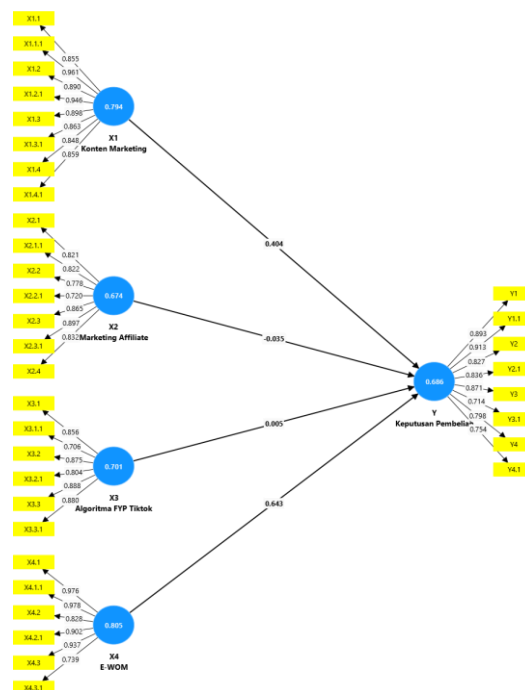 X1.1
X1.1.1
X1.2
X1.2.1
X1.3
X1.3.1
X1.4
X1.4.1
0.855
0.961
0.890
0.946
0.898
0.863
0.848
0.859
0.794
X1
Konten Marketing
0.404
X2.1
X2.1.1
X2.2
X2.2.1
X2.3
X2.3.1
X2.4
0.821
0.822
0.778
0.720
0.865
0.897
0.832
0.674
X2
Marketing Affiliate
-0.035
X3.1
X3.1.1
X3.2
X3.2.1
X3.3
X3.3.1
0.856
0.706
0.875
0.804
0.888
0.880
0.701
X3
Algoritma FYP Tiktok
0.005
X4.1
X4.1.1
X4.2
X4.2.1
X4.3
X4.3.1
0.976
0.978
0.828
0.902
0.937
0.739
0.805
X4
E-WOM
0.643
0.686
Y
Keputusan Pembelian
0.893
0.913
0.827
0.836
0.871
0.714
0.798
0.754
Y1
Y1.1
Y2
Y2.1
Y3
Y3.1
Y4
Y4.1